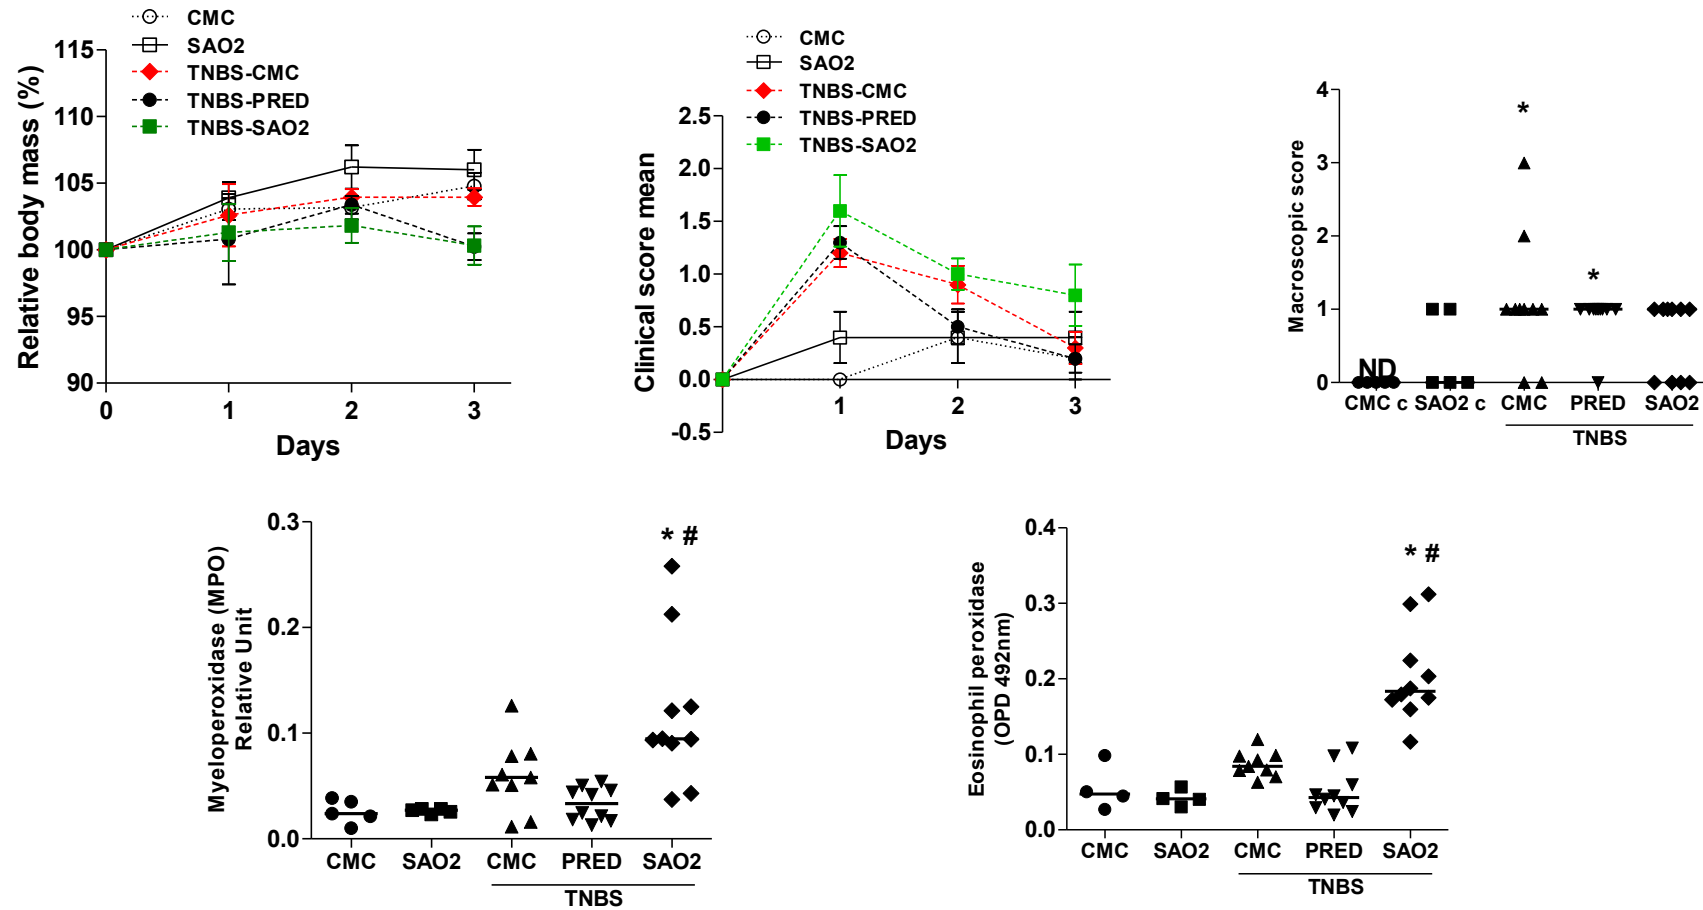 CMC
SAO2
TNBS-CMC
TNBS-PRED
TNBS-SAO2
Relative body mass (%)
115
110
105
100
95
90
0
1
2
3
Days
CMC
SAO2
TNBS-CMC
TNBS-PRED
TNBS-SAO2
Clinical score mean
2.5
2.0
1.5
1.0
0.5
0.0
-0.5
1
2
3
Days
Macroscopic score
4
3
2
1
0
*
*
ND
CMC c SAO2 c CMC PRED SAO2
TNBS
Myeloperoxidase (MPO)
Relative Unit
0.3
0.2
0.1
0.0
* #
CMC SAO2 CMC PRED SAO2
TNBS
Eosinophil peroxidase
(OPD 492nm)
0.4
0.3
0.2
0.1
0.0
* #
CMC SAO2 CMC PRED SAO2
TNBS